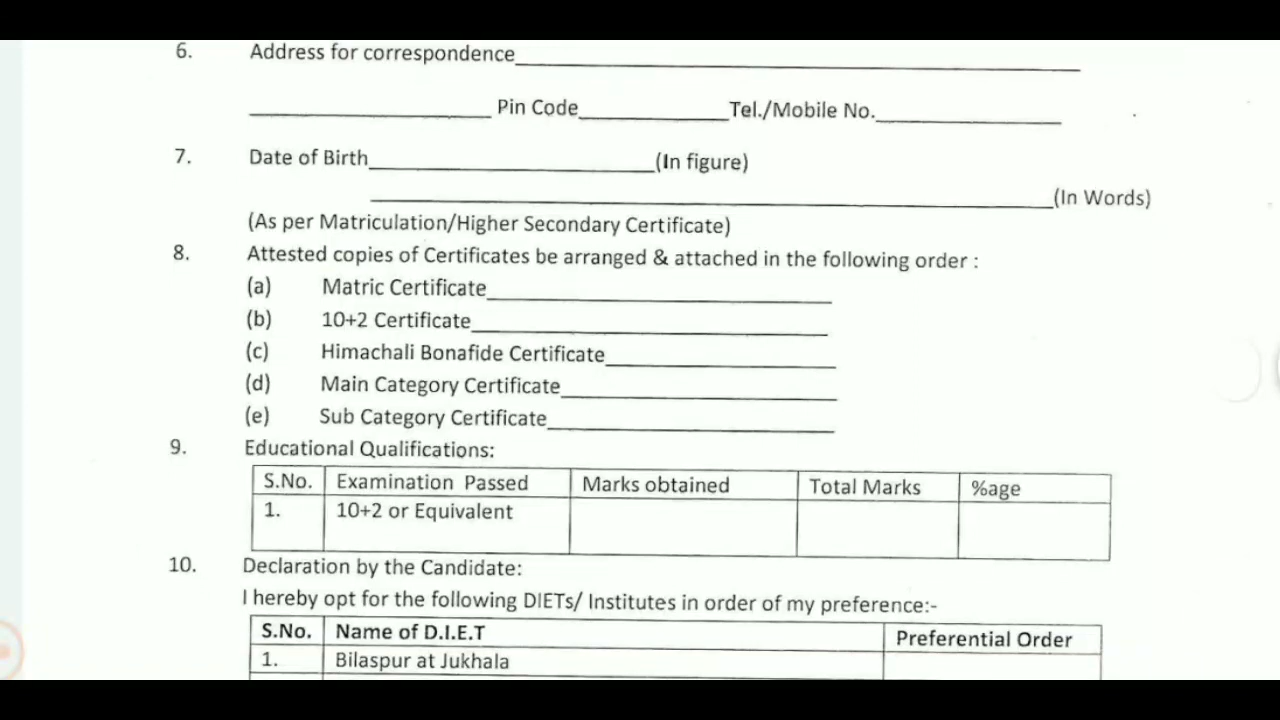 6. Address for correspondence
Pin Code Tel./Mobile No.
7. Date of Birth (In figure)
(In Words)
(As per Matriculation/Higher Secondary Certificate)
8. Attested copies of Certificates be arranged & attached in the following order :
(a) Matric Certificate
(b) 10+2 Certificate
(c) Himachali Bonafide Certificate
(d) Main Category Certificate
(e) Sub Category Certificate
9. Educational Qualifications:
S.No. Examination Passed Marks obtained Total Marks %age
1. 10+2 or Equivalent
10. Declaration by the Candidate:
I hereby opt for the following DIETs/ Institutes in order of my preference:-
S.No. Name of D.I.E.T Preferential Order
1. Bilaspur at Jukhala